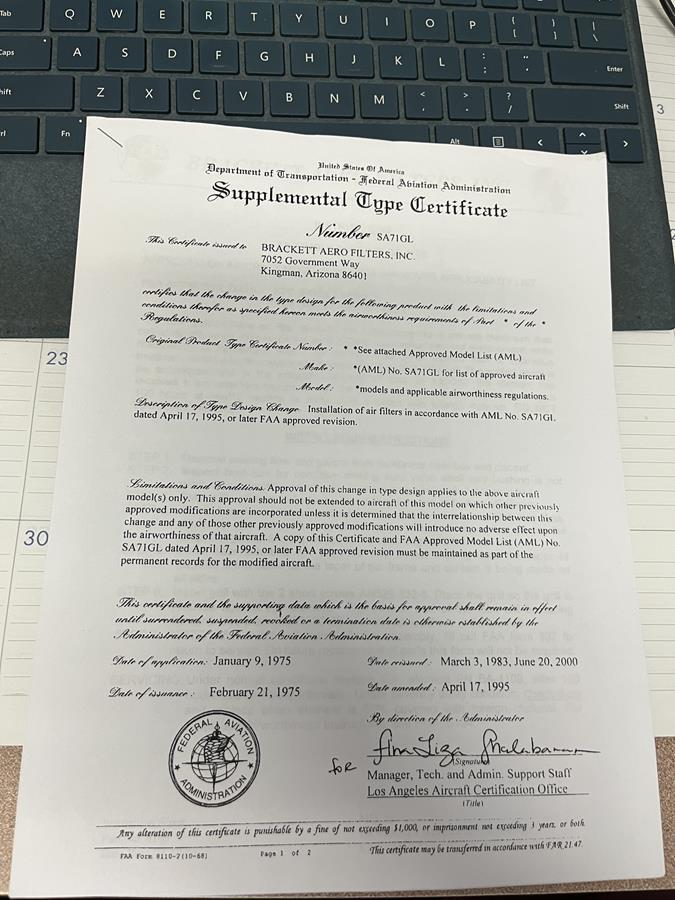 Tab Q W E R T Y U I O P { [ } ] | \
Caps A S D F G H J K L : ; " ' Enter
Shift Z X C V B N M < , > . ? / Shift
Fn Alt
23
30
3
United States Of America
Department of Transportation - Federal Aviation Administration
Supplemental Type Certificate
Number SA71GL
This Certificate issued to BRACKETT AERO FILTERS, INC.
7052 Government Way
Kingman, Arizona 86401
certifies that the change in the type design for the following product with the limitations and
conditions therefor as specified hereon meets the airworthiness requirements of Part * of the *
Regulations.
Original Product Type Certificate Number : * *See attached Approved Model List (AML)
Make : *(AML) No. SA71GL for list of approved aircraft
Model : *models and applicable airworthiness regulations.
Description of Type Design Change Installation of air filters in accordance with AML No. SA71GL
dated April 17, 1995, or later FAA approved revision.
Limitations and Conditions. Approval of this change in type design applies to the above aircraft
model(s) only. This approval should not be extended to aircraft of this model on which other previously
approved modifications are incorporated unless it is determined that the interrelationship between this
change and any of those other previously approved modifications will introduce no adverse effect upon
the airworthiness of that aircraft. A copy of this Certificate and FAA Approved Model List (AML) No.
SA71GL dated April 17, 1995, or later FAA approved revision must be maintained as part of the
permanent records for the modified aircraft.
This certificate and the supporting data which is the basis for approval shall remain in effect
until surrendered, suspended, revoked or a termination date is otherwise established by the
Administrator of the Federal Aviation Administration.
Date of application: January 9, 1975 Date reissued : March 3, 1983, June 20, 2000
Date of issuance : February 21, 1975 Date amended : April 17, 1995
By direction of the Administrator
FEDERAL AVIATION
ADMINISTRATION
for
(Signature)
Manager, Tech. and Admin. Support Staff
Los Angeles Aircraft Certification Office
(Title)
Any alteration of this certificate is punishable by a fine of not exceeding $1,000, or imprisonment not exceeding 3 years, or both.
FAA Form 8110-2(10-68) Page 1 of 2 This certificate may be transferred in accordance with FAR 21.47.